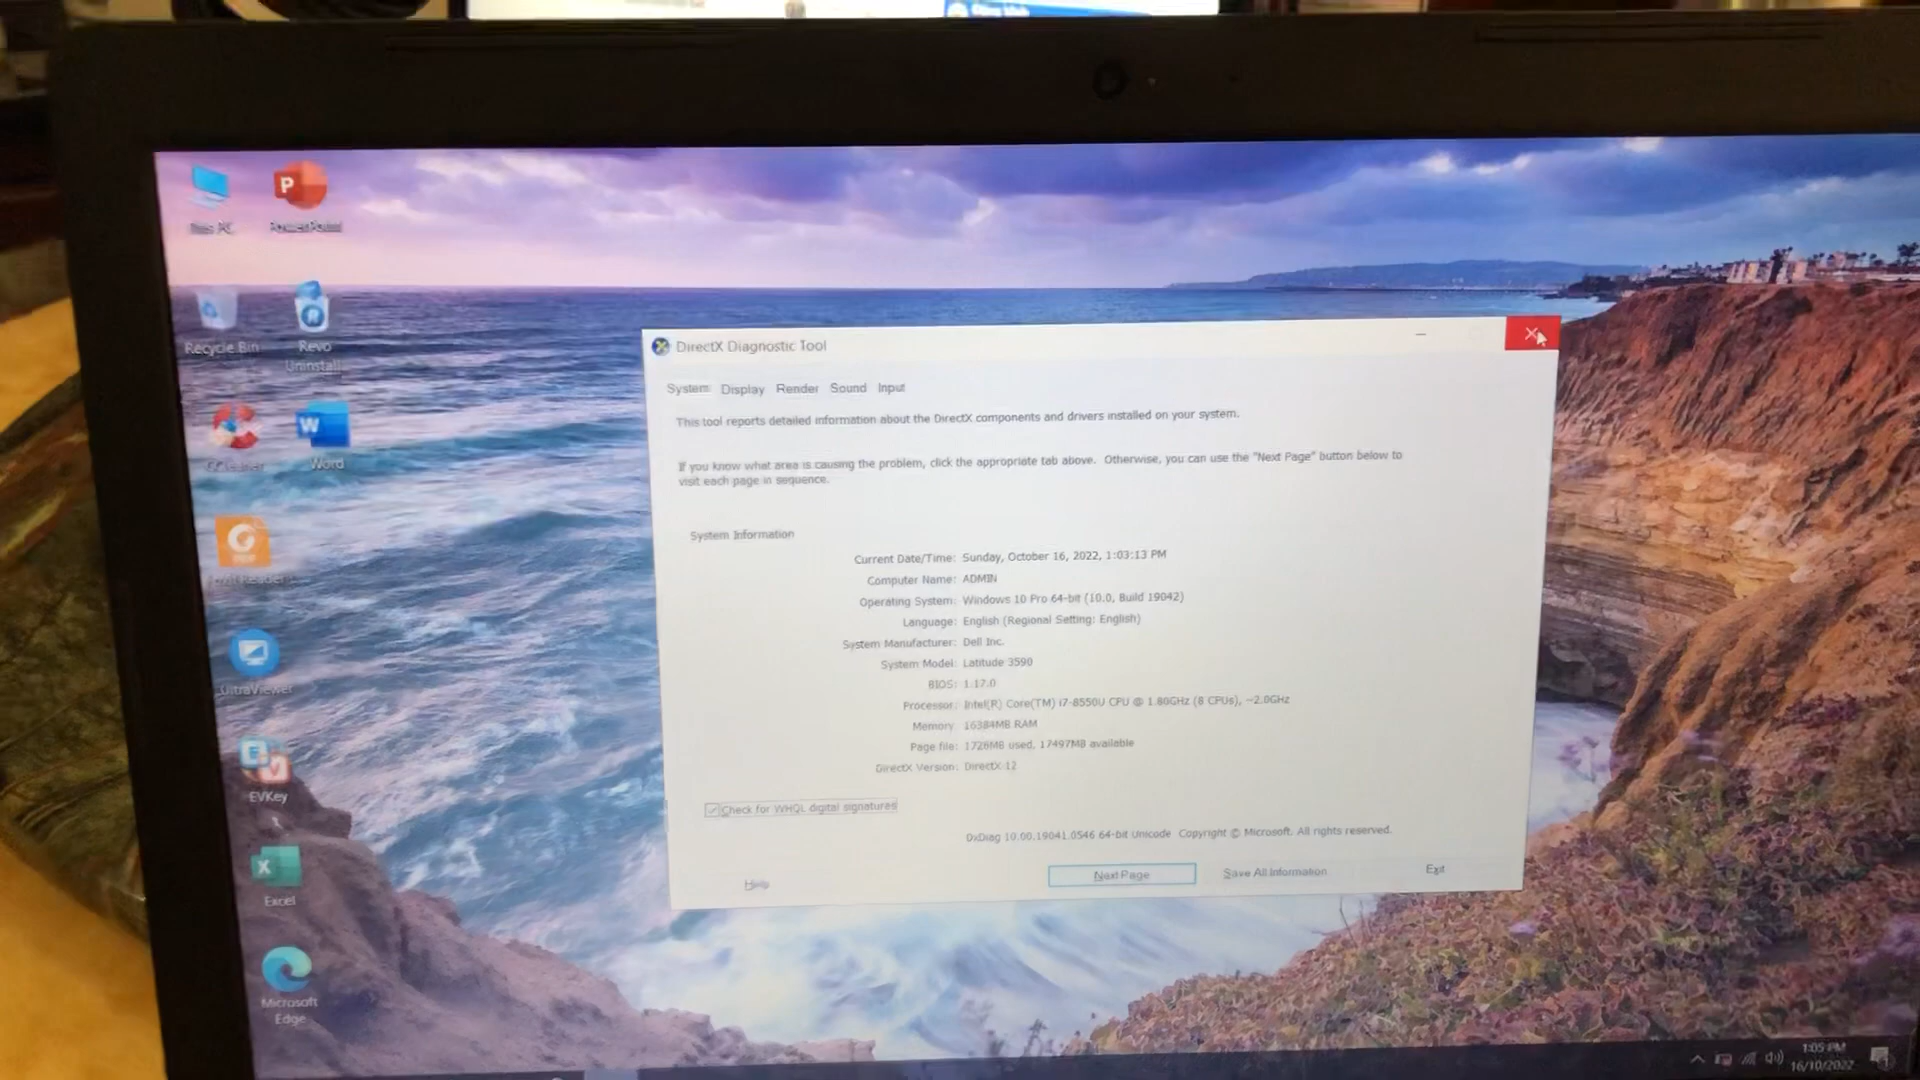 This PC
PowerPoint
Recycle Bin
Revo
Uninstall
CCleaner
Word
UltraViewer
EVKey
Excel
Microsoft
Edge
DirectX Diagnostic Tool
System Display Render Sound Input
This tool reports detailed information about the DirectX components and drivers installed on your system.
If you know what area is causing the problem, click the appropriate tab above. Otherwise, you can use the "Next Page" button below to
visit each page in sequence.
System Information
Current Date/Time: Sunday, October 16, 2022, 1:03:13 PM
Computer Name: ADMIN
Operating System: Windows 10 Pro 64-bit (10.0, Build 19042)
Language: English (Regional Setting: English)
System Manufacturer: Dell Inc.
System Model: Latitude 3590
BIOS: 1.17.0
Processor: Intel(R) Core(TM) i7-8550U CPU @ 1.80GHz (8 CPUs), ~2.0GHz
Memory: 16384MB RAM
Page file: 1726MB used, 17497MB available
DirectX Version: DirectX 12
Check for WHQL digital signatures
DxDiag 10.00.19041.0546 64-bit Unicode Copyright © Microsoft. All rights reserved.
Help
Next Page
Save All Information
Exit
1:05 PM
16/10/2022